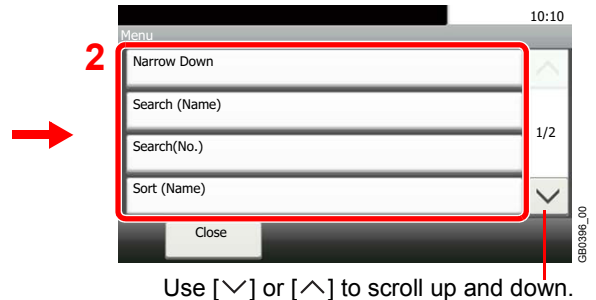 10:10
Menu
2
Narrow Down
Search (Name)
Search(No.)
1/2
Sort (Name)
Close
GB0396_00
Use [∨] or [∧] to scroll up and down.